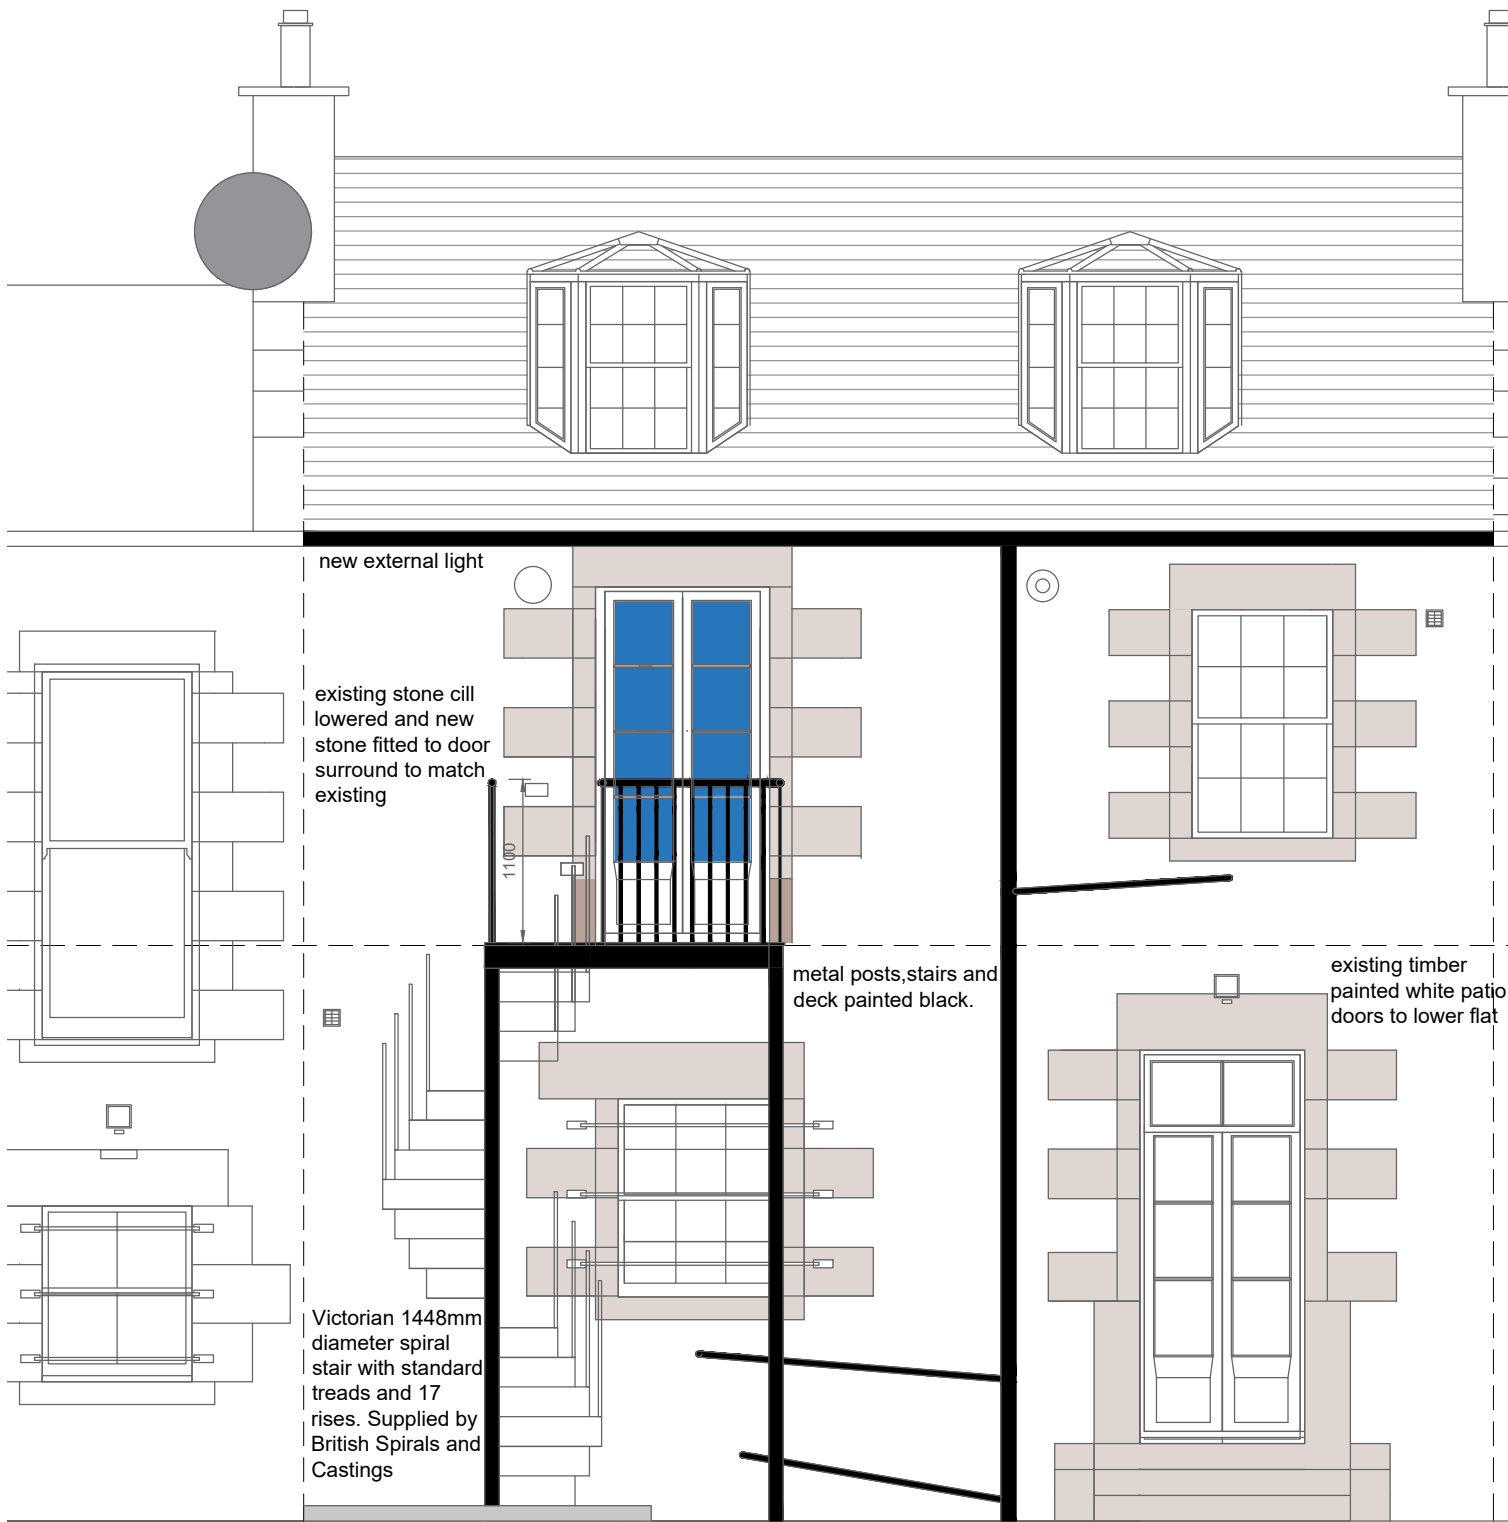 new external light
existing stone cill
lowered and new
stone fitted to door
surround to match
existing
1100
metal posts,stairs and
deck painted black.
existing timber
painted white patio
doors to lower flat
Victorian 1448mm
diameter spiral
stair with standard
treads and 17
rises. Supplied by
British Spirals and
Castings